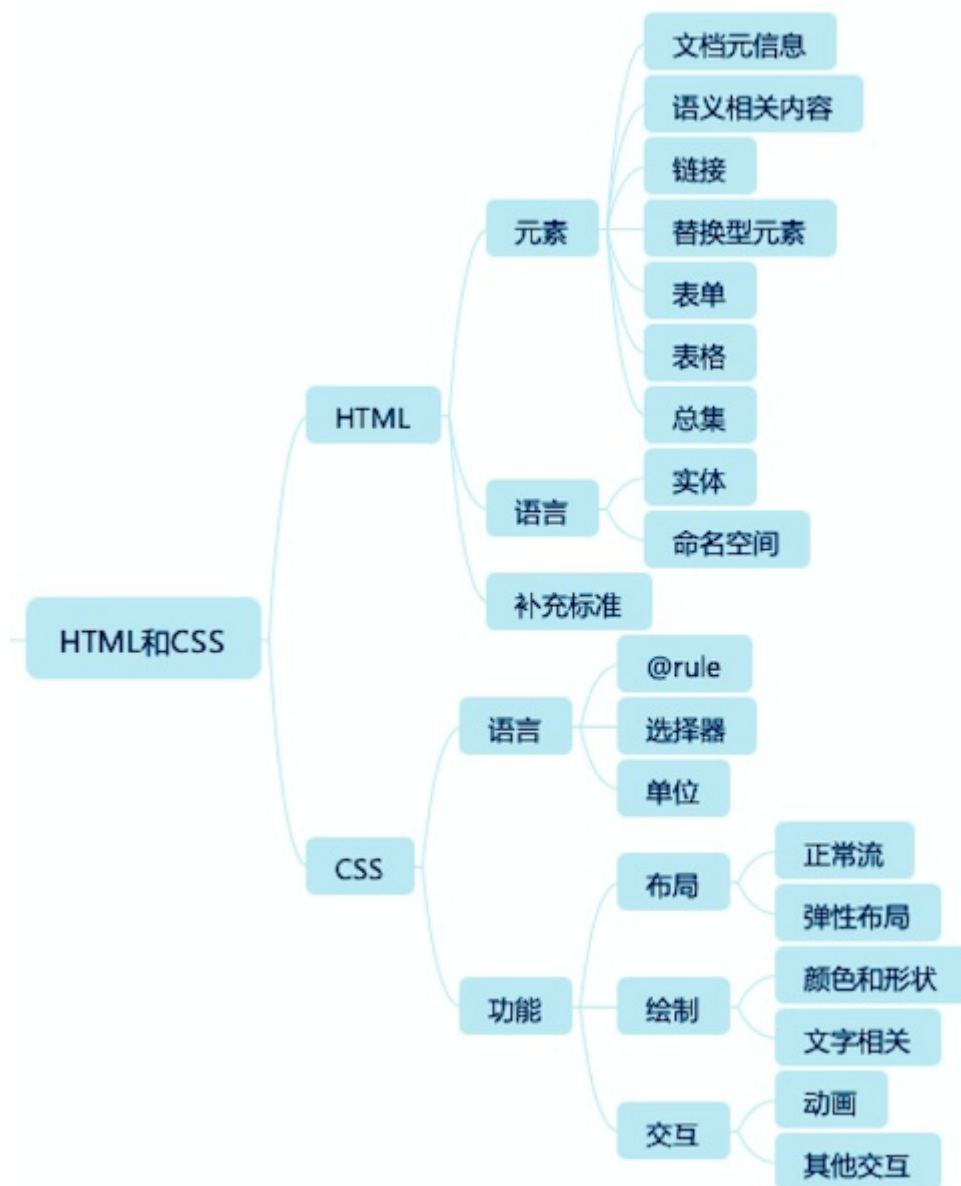 文档元信息
语义相关内容
链接
元素
替换型元素
表单
表格
HTML
总集
实体
语言
命名空间
补充标准
HTML和CSS
@rule
语言
选择器
单位
正常流
CSS
布局
弹性布局
颜色和形状
功能
绘制
文字相关
动画
交互
其他交互